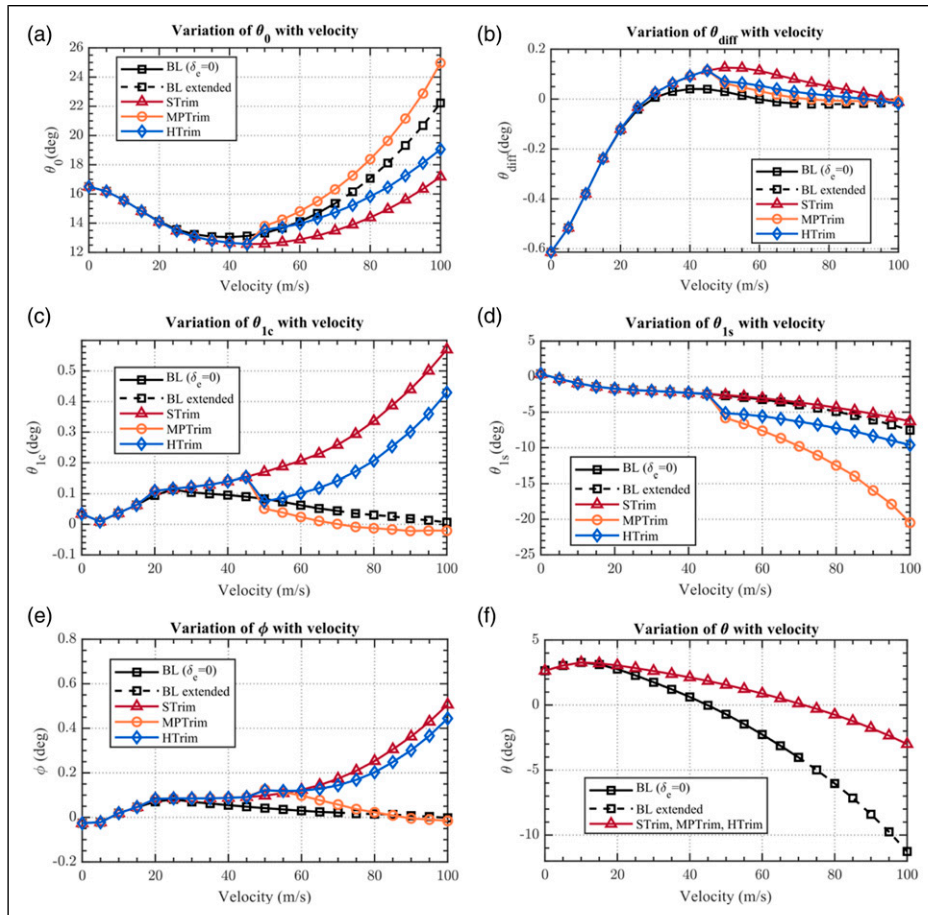 (a)
Variation of θ0 with velocity
26
24
22
20
18
16
14
12
θ0(deg)
BL (δe=0)
BL extended
STrim
MPTrim
HTrim
0 20 40 60 80 100
Velocity (m/s)
(b)
Variation of θdiff with velocity
0.2
0
-0.2
-0.4
-0.6
θdiff (deg)
BL (δe=0)
BL extended
STrim
MPTrim
HTrim
0 20 40 60 80 100
Velocity (m/s)
(c)
Variation of θ1c with velocity
0.5
0.4
0.3
0.2
0.1
0.0
-0.1
θ1c(deg)
BL (δe=0)
BL extended
STrim
MPTrim
HTrim
0 20 40 60 80 100
Velocity (m/s)
(d)
Variation of θ1s with velocity
5
0
-5
-10
-15
-20
-25
θ1s(deg)
BL (δe=0)
BL extended
STrim
MPTrim
HTrim
0 20 40 60 80 100
Velocity (m/s)
(e)
Variation of ϕ with velocity
0.8
0.6
0.4
0.2
0
-0.2
ϕ (deg)
BL (δe=0)
BL extended
STrim
MPTrim
HTrim
0 20 40 60 80 100
Velocity (m/s)
(f)
Variation of θ with velocity
5
0
-5
-10
θ (deg)
BL (δe=0)
BL extended
STrim, MPTrim, HTrim
0 20 40 60 80 100
Velocity (m/s)